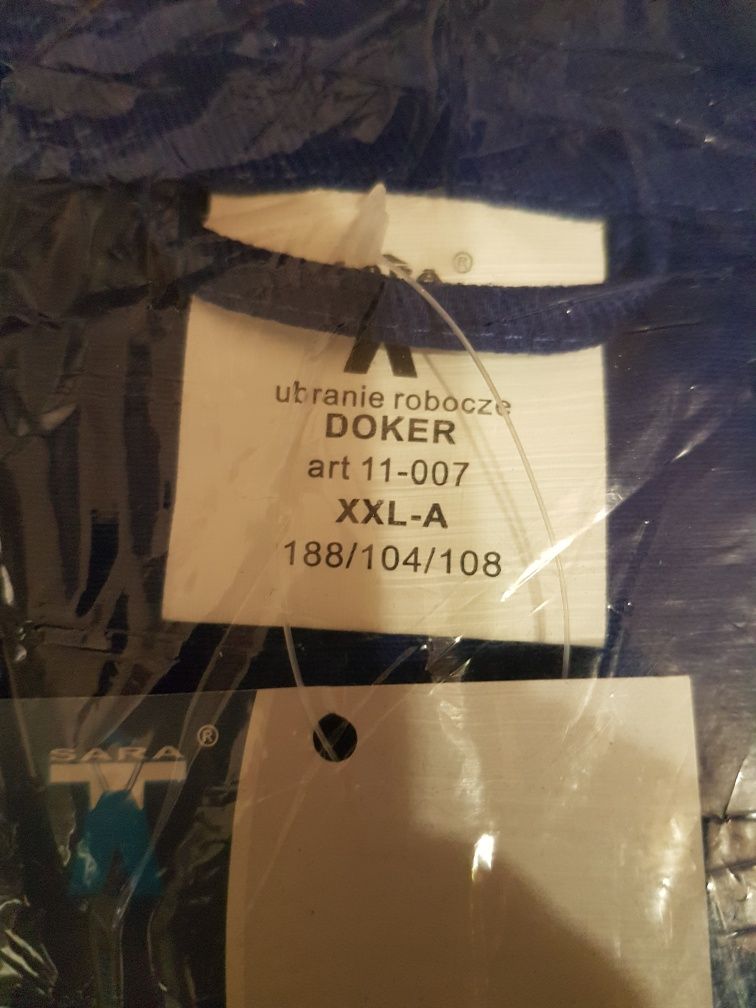 ®
ubranie robocze
DOKER
art 11-007
XXL-A
188/104/108
SARA ®